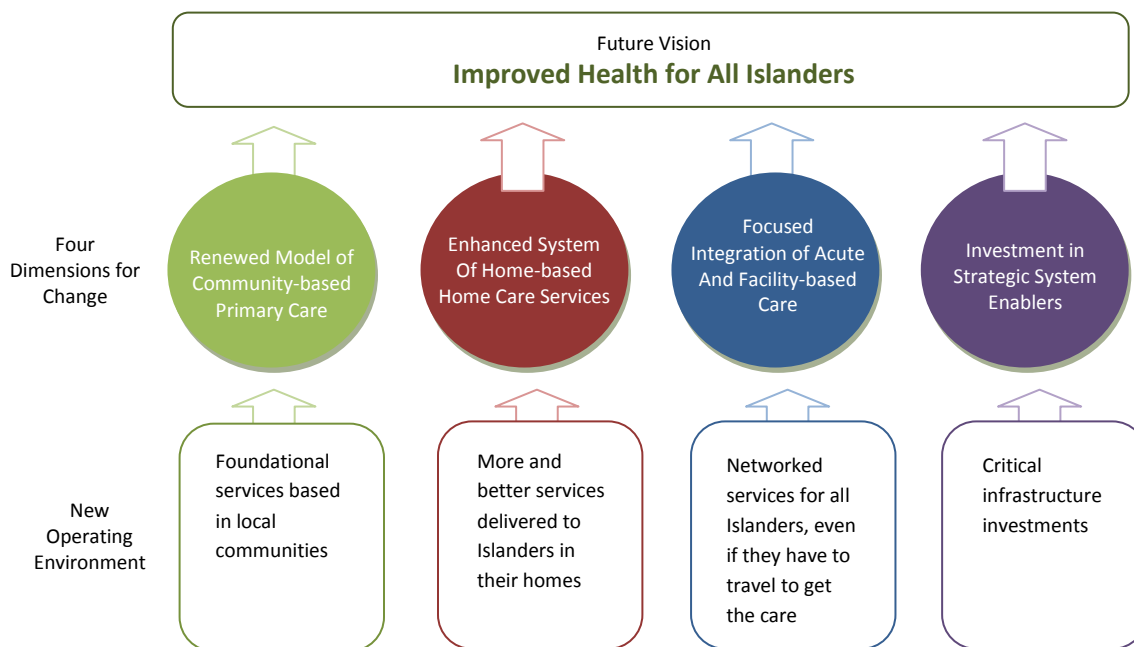 Future Vision
Improved Health for All Islanders
Four
Dimensions for
Change
Renewed Model of
Community-based
Primary Care
Enhanced System
Of Home-based
Home Care Services
Focused
Integration of Acute
And Facility-based
Care
Investment in
Strategic System
Enablers
New
Operating
Environment
Foundational
services based
in local
communities
More and
better services
delivered to
Islanders in
their homes
Networked
services for all
Islanders, even
if they have to
travel to get
the care
Critical
infrastructure
investments